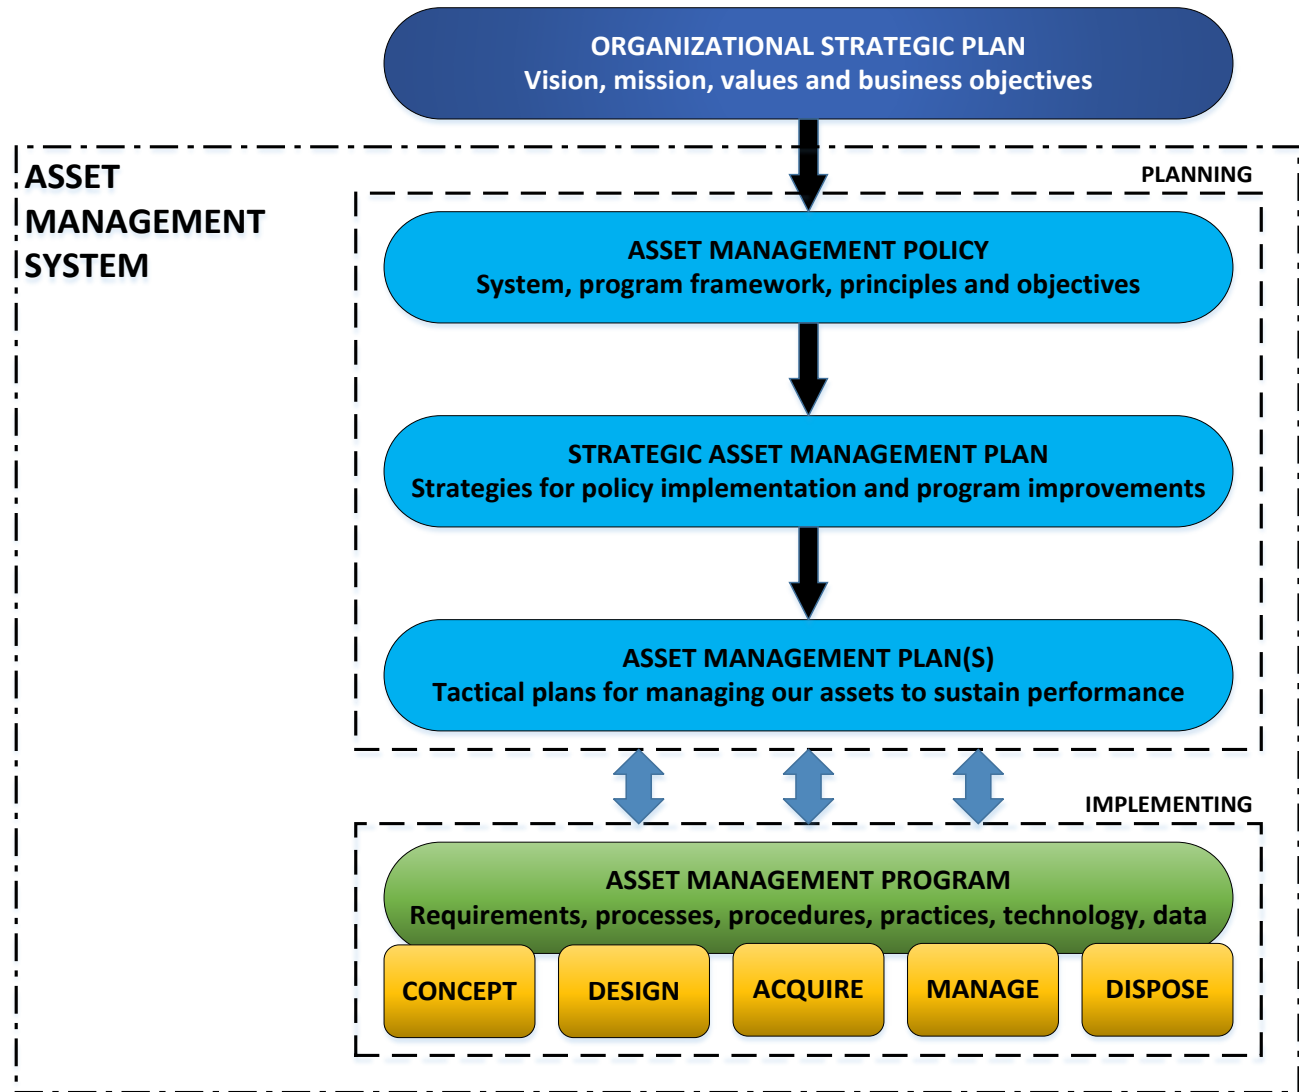 ORGANIZATIONAL STRATEGIC PLAN
Vision, mission, values and business objectives
ASSET
MANAGEMENT
SYSTEM
PLANNING
ASSET MANAGEMENT POLICY
System, program framework, principles and objectives
STRATEGIC ASSET MANAGEMENT PLAN
Strategies for policy implementation and program improvements
ASSET MANAGEMENT PLAN(S)
Tactical plans for managing our assets to sustain performance
IMPLEMENTING
ASSET MANAGEMENT PROGRAM
Requirements, processes, procedures, practices, technology, data
CONCEPT
DESIGN
ACQUIRE
MANAGE
DISPOSE